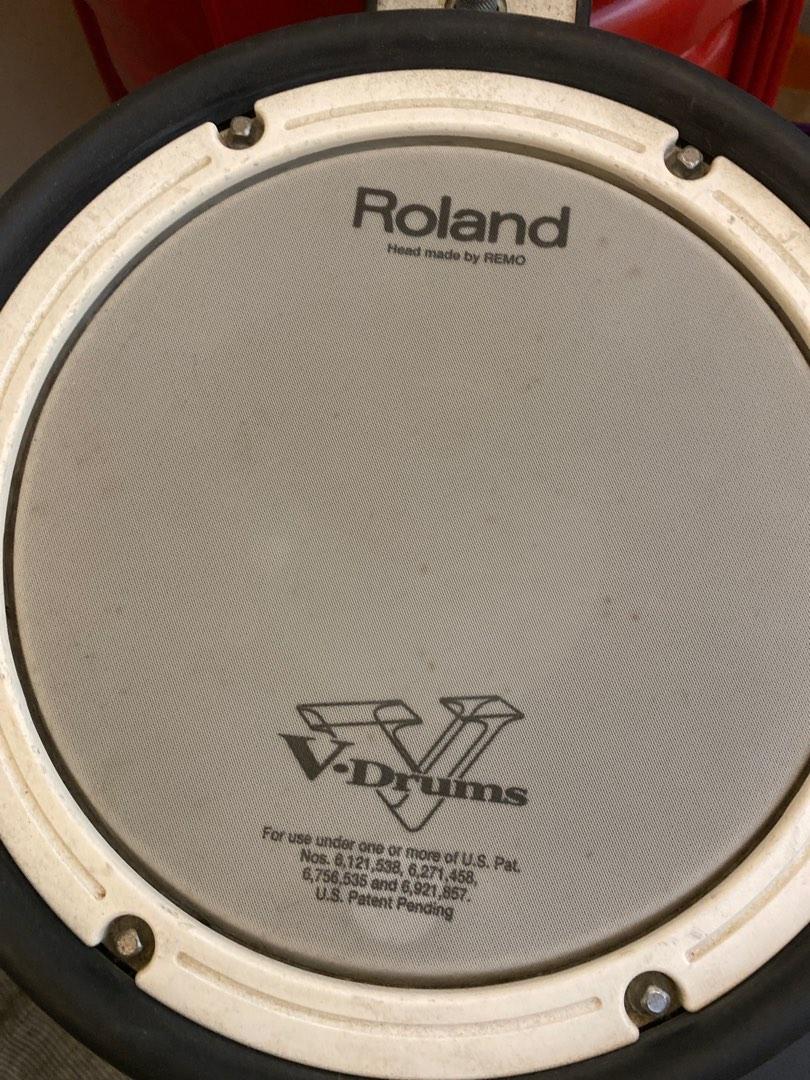 Roland
Head made by REMO
V-Drums
For use under one or more of U.S. Pat.
Nos. 6,121,538, 6,271,458,
6,756,535 and 6,921,857.
U.S. Patent Pending